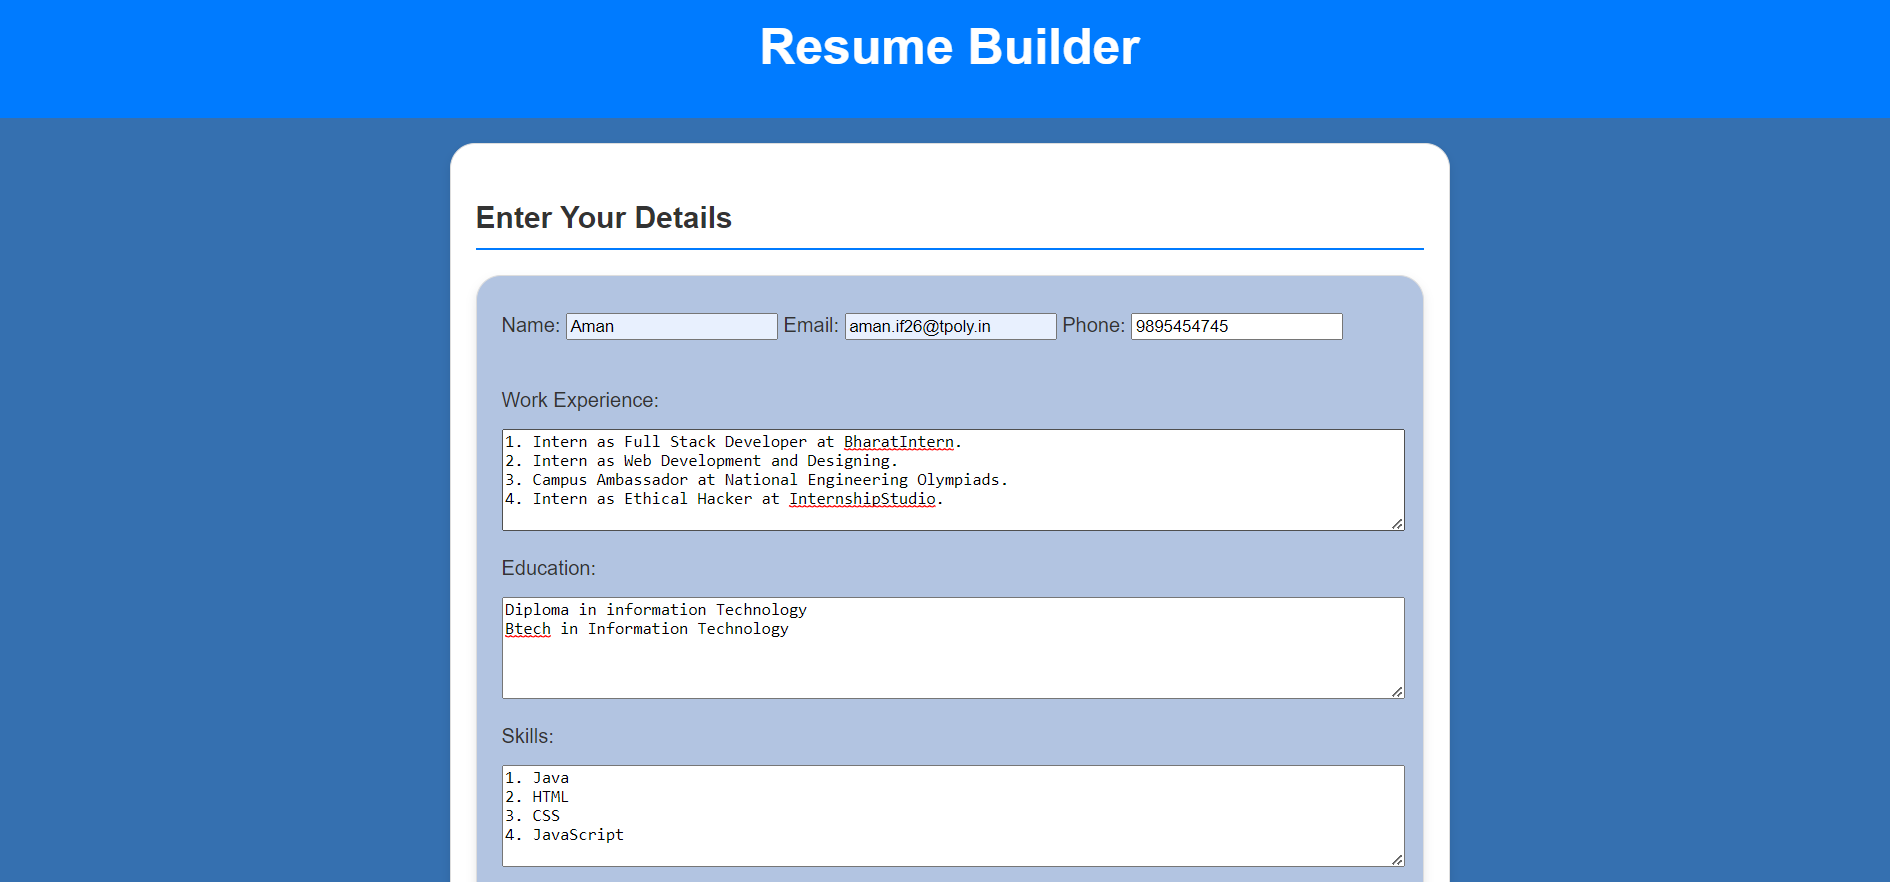 Resume Builder
Enter Your Details
Name: Aman Email: aman.if26@tpoly.in Phone: 9895454745
Work Experience:
1. Intern as Full Stack Developer at BharatIntern.
2. Intern as Web Development and Designing.
3. Campus Ambassador at National Engineering Olympiads.
4. Intern as Ethical Hacker at InternshipStudio.
Education:
Diploma in information Technology
Btech in Information Technology
Skills:
1. Java
2. HTML
3. CSS
4. JavaScript